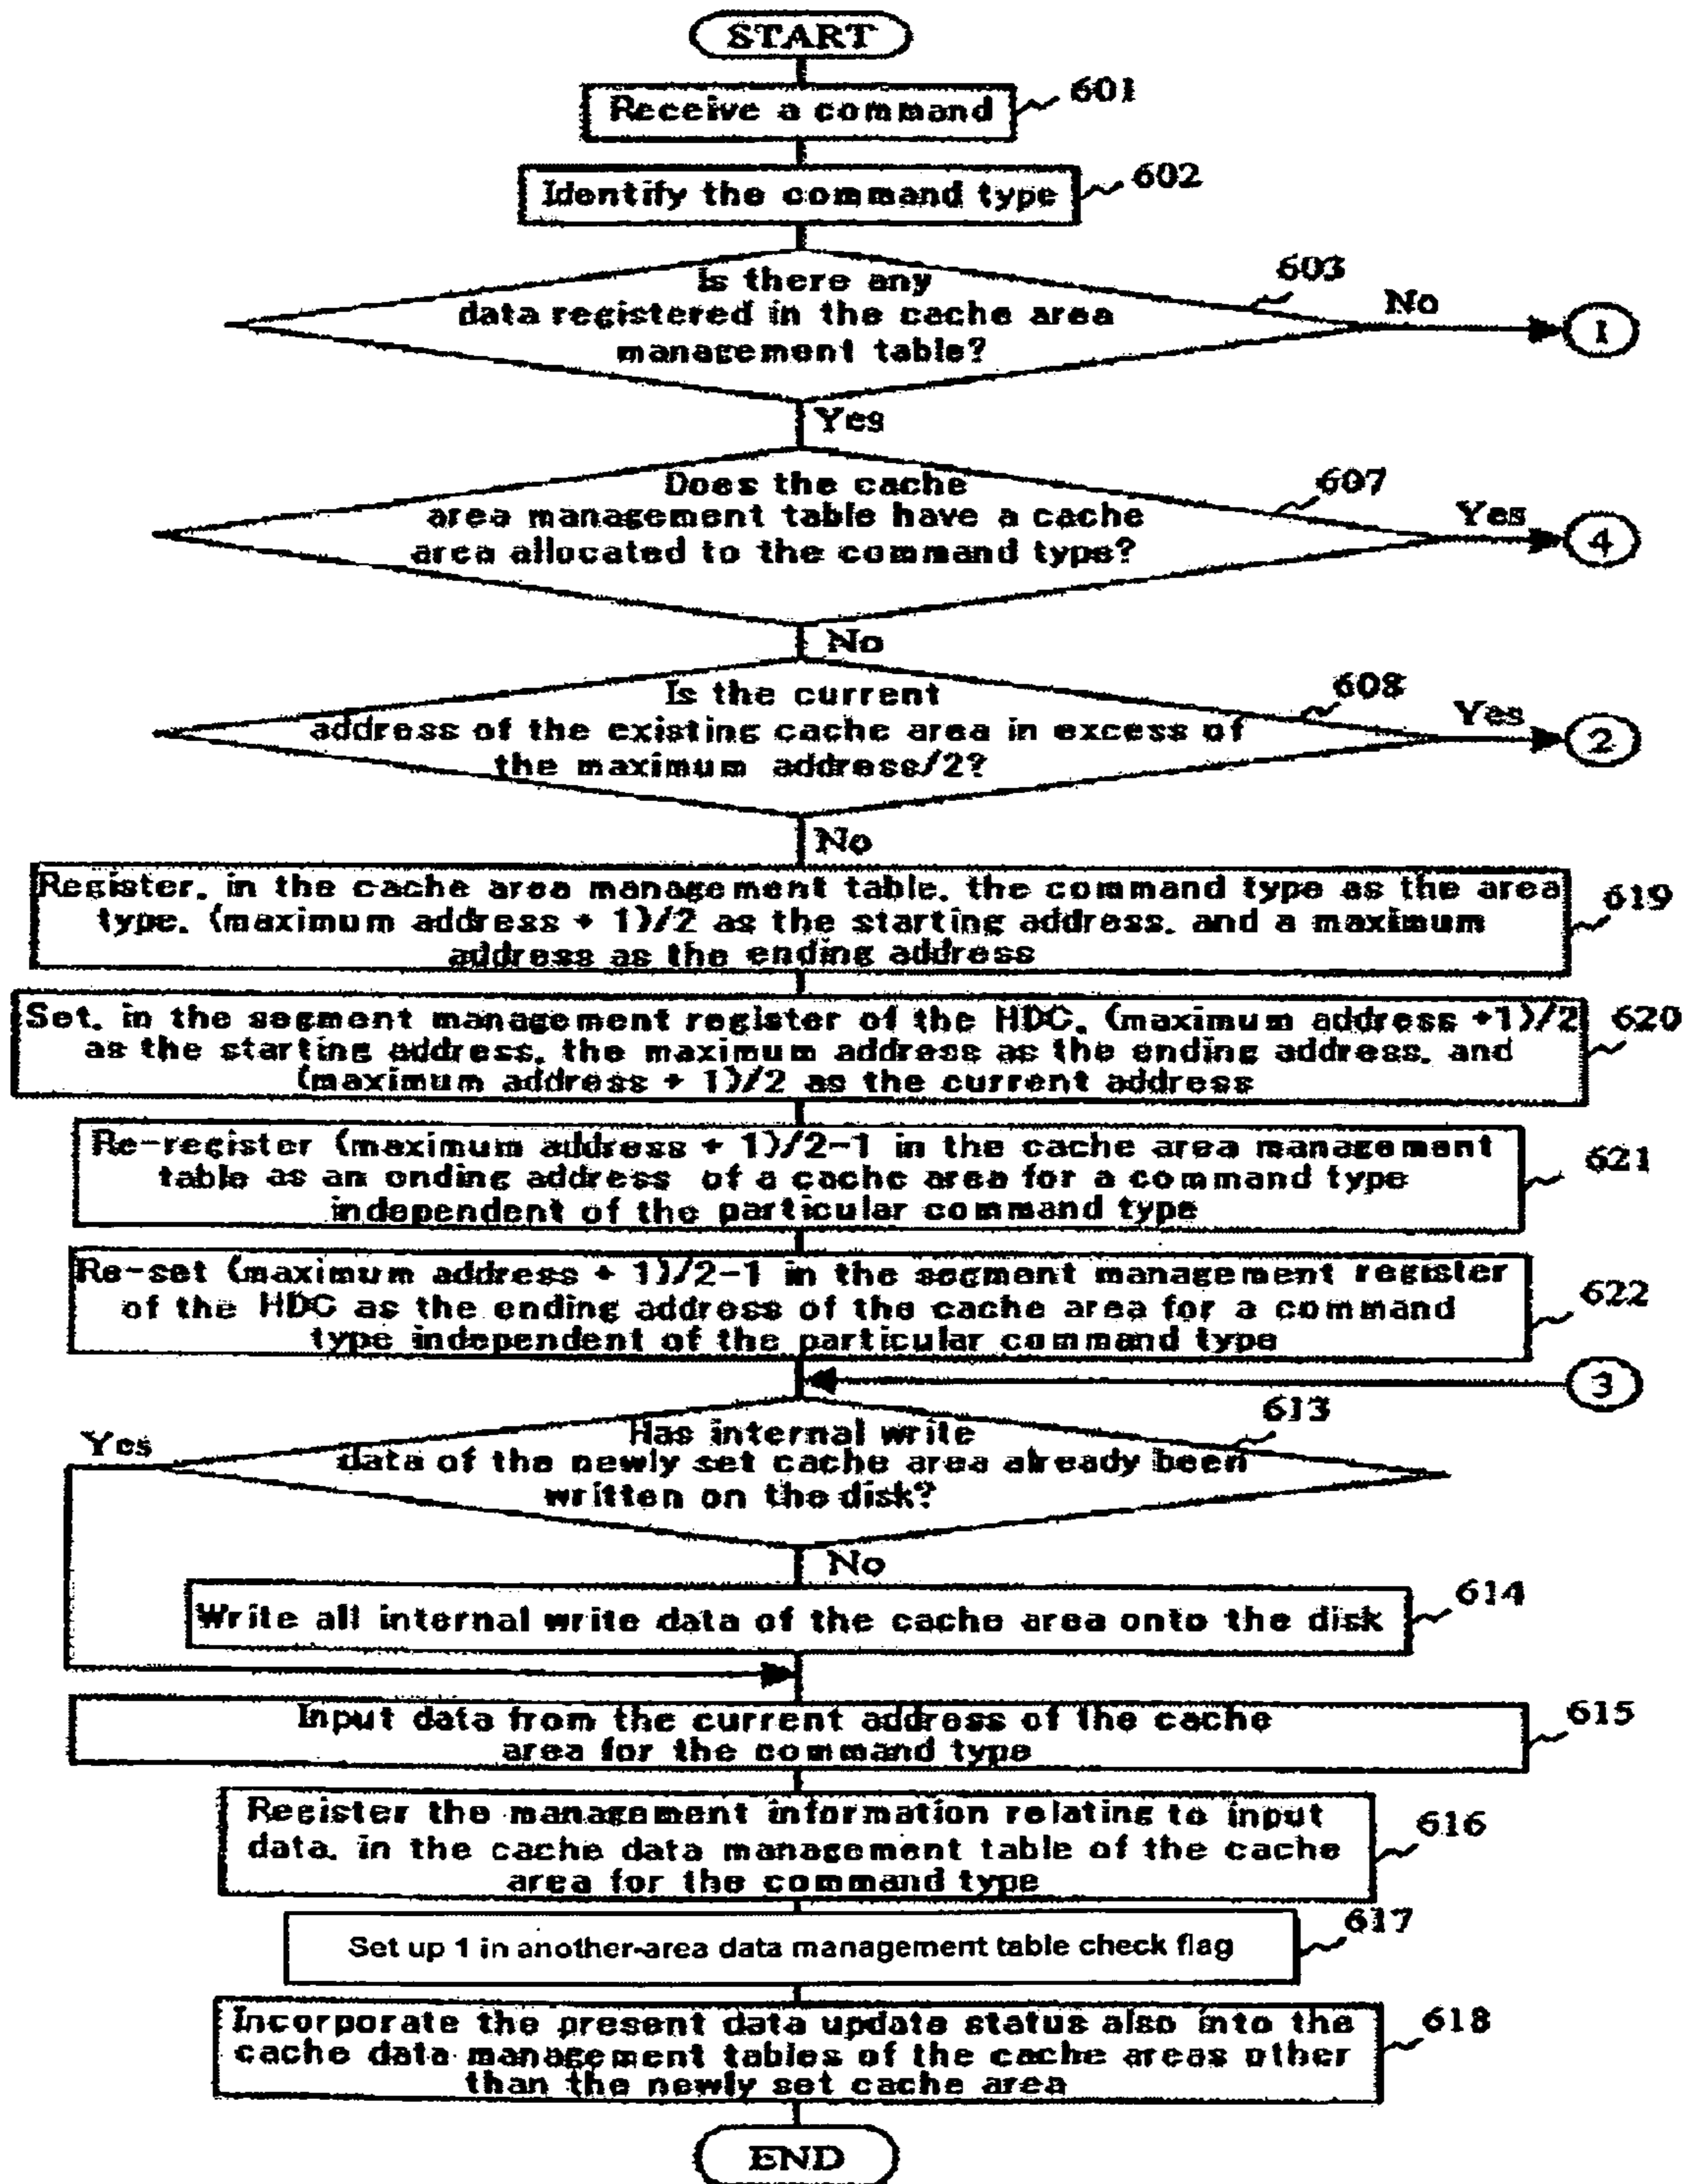 START
Receive a command
601
Identify the command type
602
Is there any
data registered in the cache area
management table?
603
No
1
Yes
Does the cache
area management table have a cache
area allocated to the command type?
607
Yes
4
No
Is the current
address of the existing cache area in excess of
the maximum address/2?
608
Yes
2
No
Register, in the cache area management table, the command type as the area
type, (maximum address + 1)/2 as the starting address, and a maximum
address as the ending address
619
Set, in the segment management register of the HDC, (maximum address +1)/2
as the starting address, the maximum address as the ending address, and
(maximum address + 1)/2 as the current address
620
Re-register (maximum address + 1)/2-1 in the cache area management
table as an ending address of a cache area for a command type
independent of the particular command type
621
Re-set (maximum address + 1)/2-1 in the segment management register
of the HDC as the ending address of the cache area for a command
type independent of the particular command type
622
3
Has internal write
data of the newly set cache area already been
written on the disk?
613
Yes
No
Write all internal write data of the cache area onto the disk
614
Input data from the current address of the cache
area for the command type
615
Register the management information relating to input
data, in the cache data management table of the cache
area for the command type
616
Set up 1 in another-area data management table check flag
617
Incorporate the present data update status also into the
cache data management tables of the cache areas other
than the newly set cache area
618
END